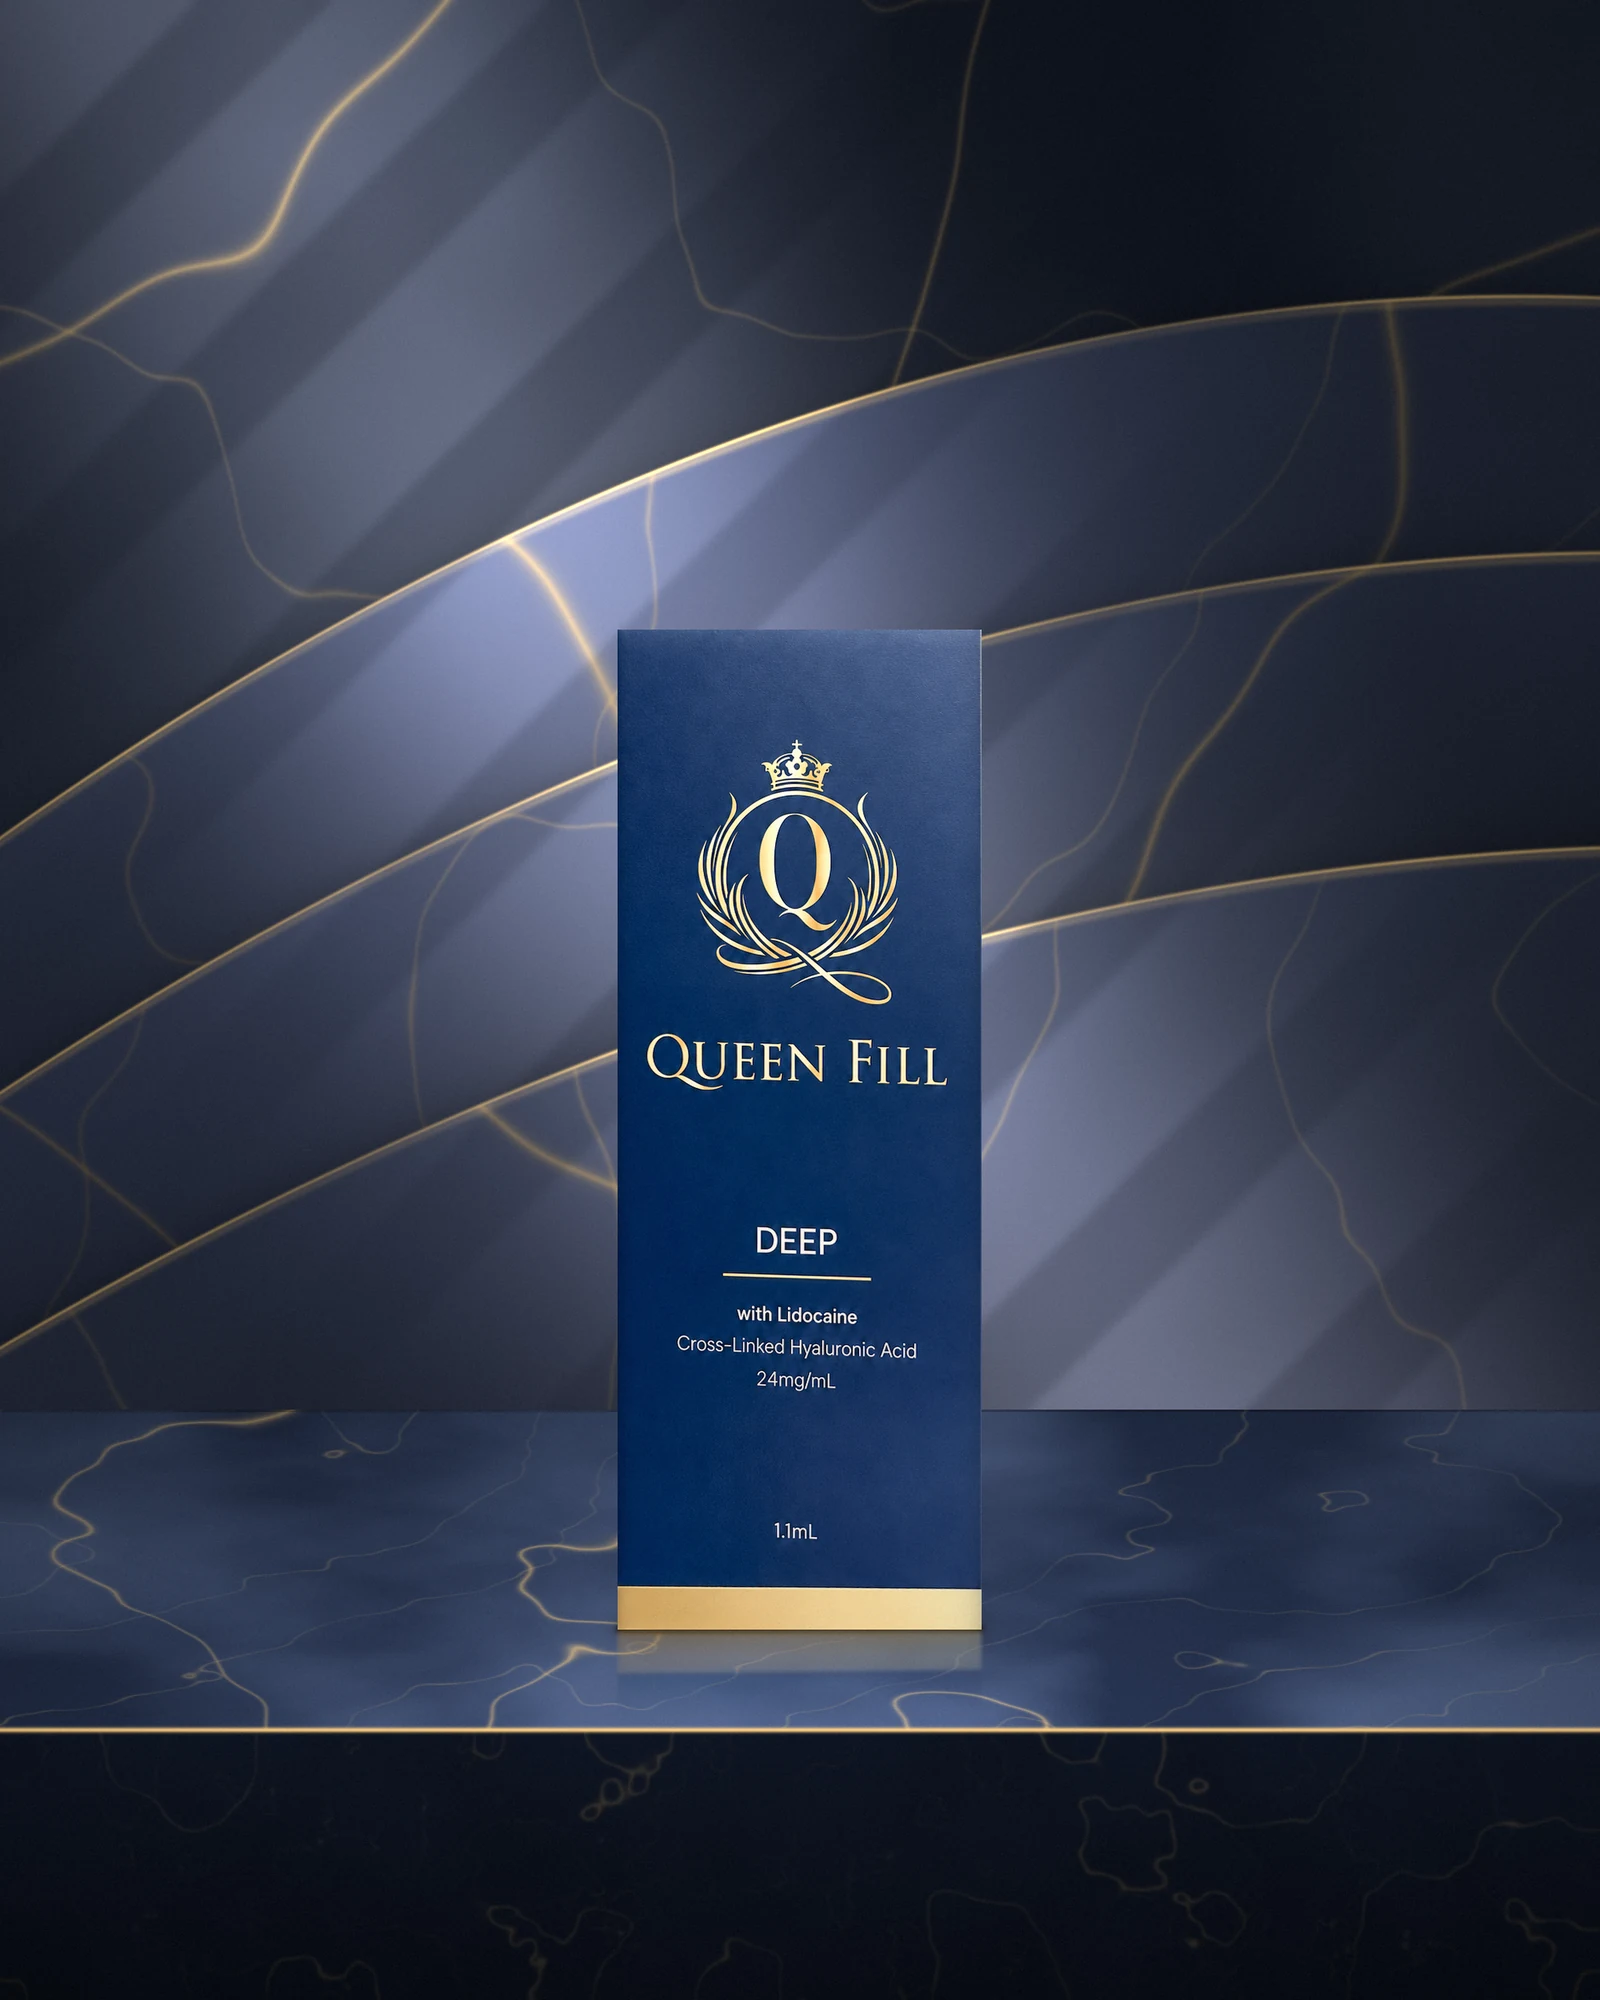 Q
QUEEN FILL
DEEP
with Lidocaine
Cross-Linked Hyaluronic Acid
24mg/mL
1.1mL